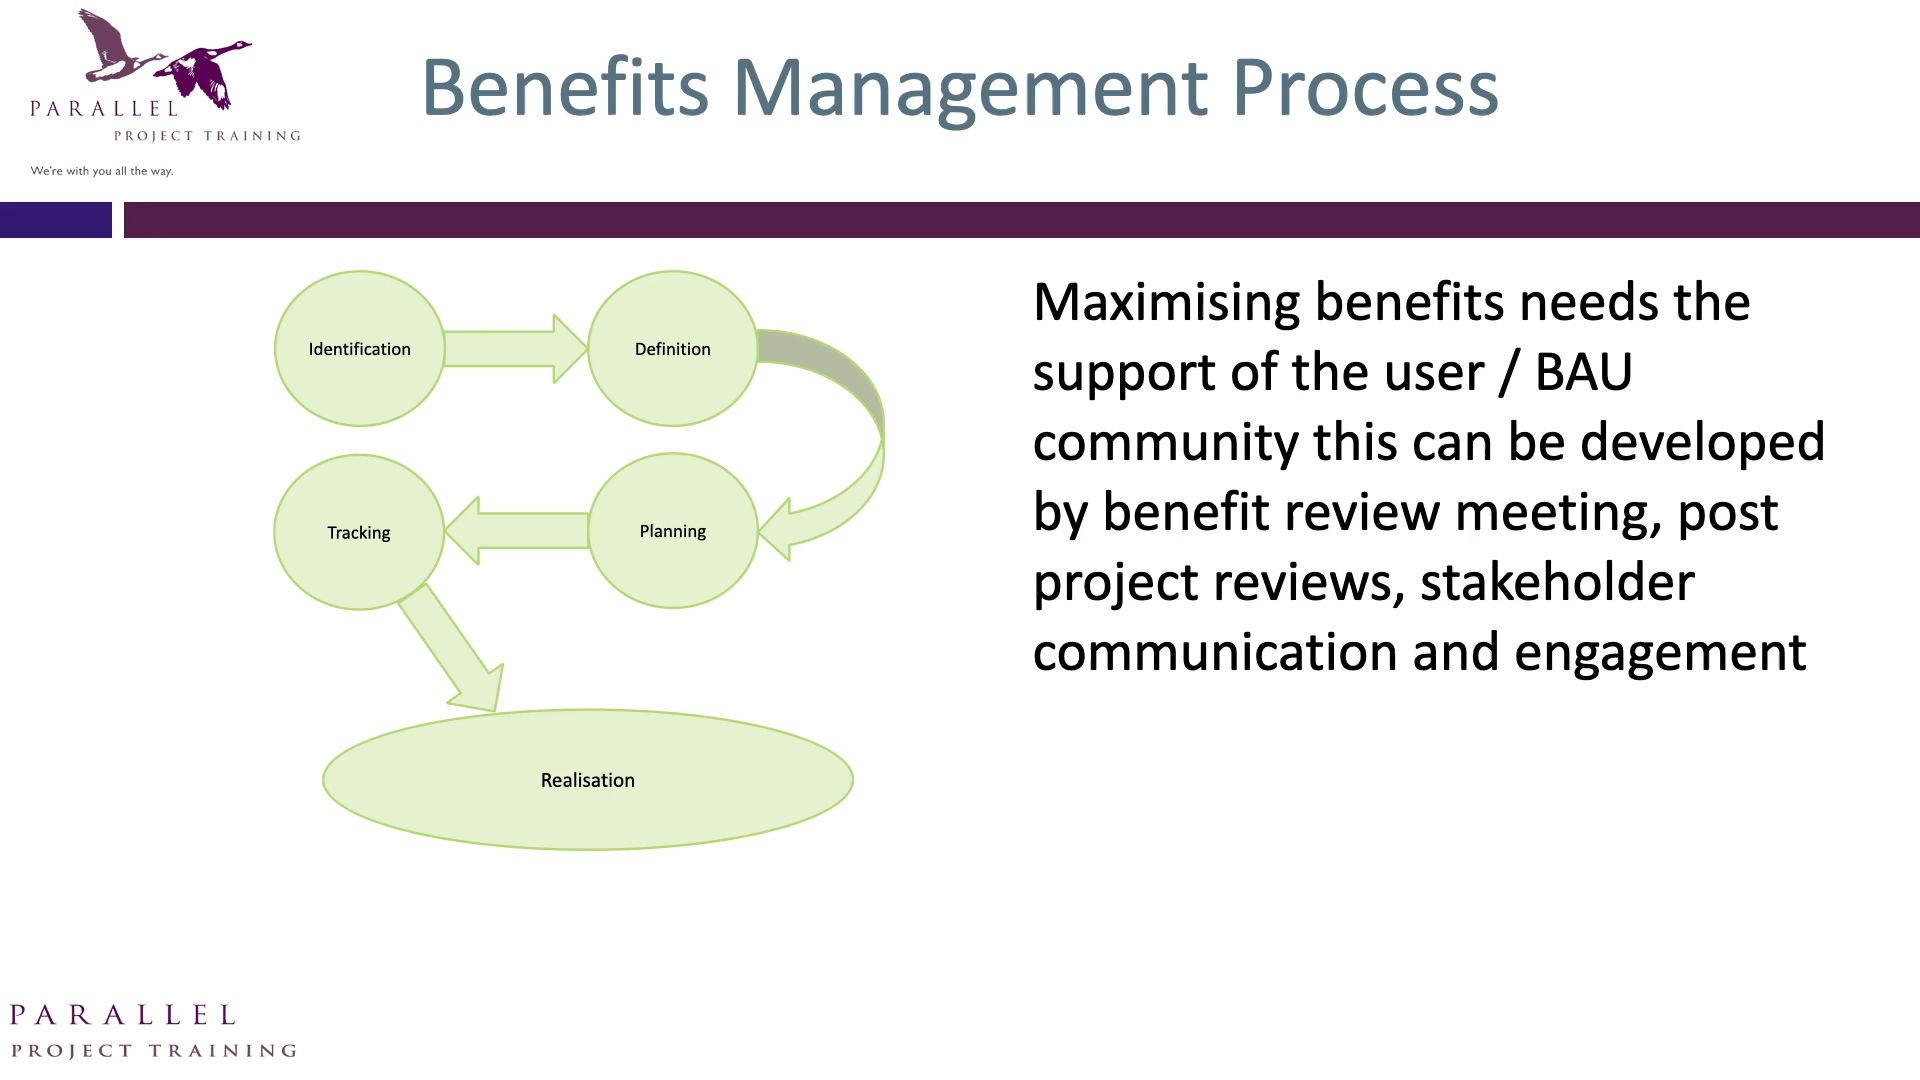 PARALLEL
PROJECT TRAINING
We're with you all the way.
Benefits Management Process
Identification
Definition
Tracking
Planning
Realisation
Maximising benefits needs the
support of the user / BAU
community this can be developed
by benefit review meeting, post
project reviews, stakeholder
communication and engagement
PARALLEL
PROJECT TRAINING